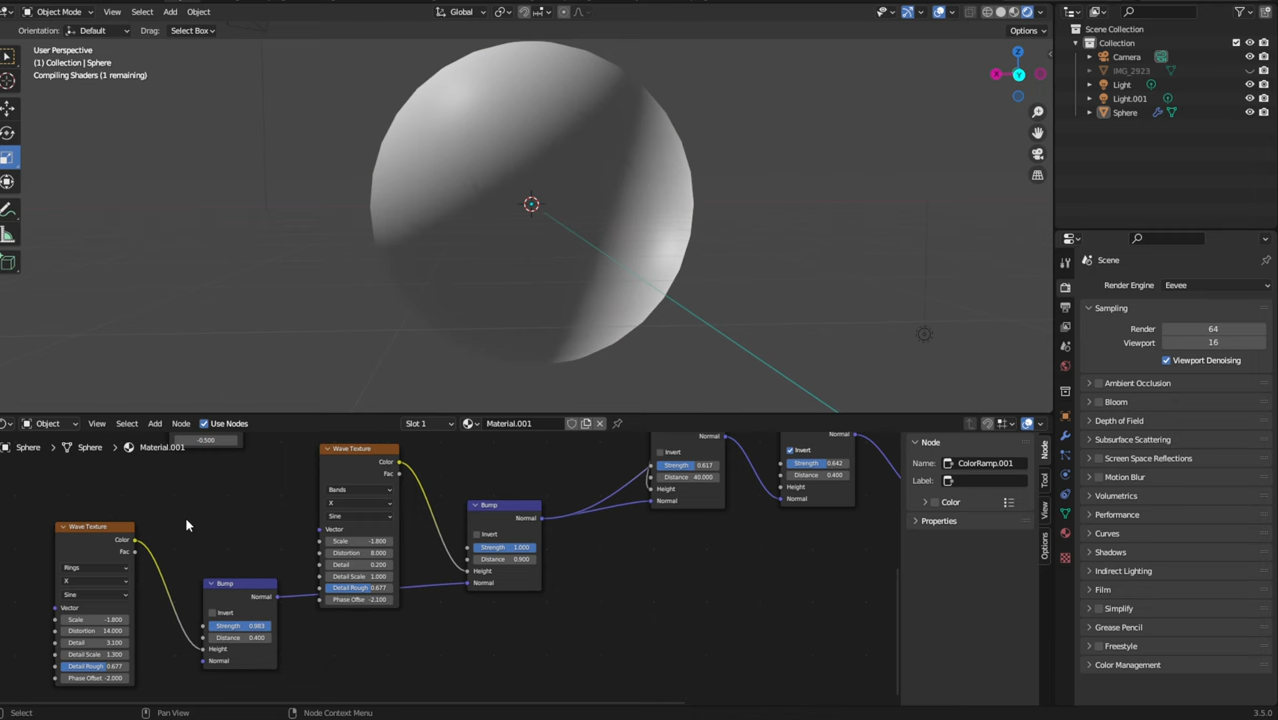 Object Mode View Select Add Object Global Options
Orientation: Default Drag: Select Box
User Perspective
(1) Collection | Sphere
Compiling Shaders (1 remaining)
Scene Collection
Collection
Camera
IMG_2923
Light
Light.001
Sphere
Scene
Render Engine Eevee
Sampling
Render 64
Viewport 16
Viewport Denoising
Ambient Occlusion
Bloom
Depth of Field
Subsurface Scattering
Screen Space Reflections
Motion Blur
Volumetrics
Performance
Curves
Shadows
Indirect Lighting
Film
Simplify
Grease Pencil
Freestyle
Color Management
Object View Select Add Node Use Nodes Slot 1 Material.001
Sphere Sphere Material.001
-0.500
Wave Texture
Color
Fac
Rings
X
Sine
Vector
Scale -1.800
Distortion 14.000
Detail 3.100
Detail Scale 1.300
Detail Rough 0.677
Phase Offset -2.000
Bump
Normal
Invert
Strength 0.983
Distance 0.400
Height
Normal
Wave Texture
Color
Fac
Bands
X
Sine
Vector
Scale -1.800
Distortion 8.000
Detail 0.200
Detail Scale 1.000
Detail Rough 0.677
Phase Offset -2.100
Bump
Normal
Invert
Strength 1.000
Distance 0.900
Height
Normal
Normal
Invert
Strength 0.617
Distance 40.000
Height
Normal
Normal
Invert
Strength 0.642
Distance 0.400
Height
Normal
Node
Name: ColorRamp.001
Label:
Color
Properties
Node
Tool
View
Options
Select Pan View Node Context Menu 3.5.0